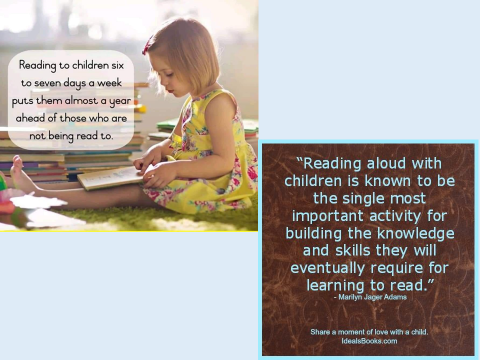 Reading to children six
to seven days a week
puts them almost a year
ahead of those who are
not being read to.
“Reading aloud with
children is known to be
the single most
important activity for
building the knowledge
and skills they will
eventually require for
learning to read.”
- Marilyn Jager Adams
Share a moment of love with a child.
IdealsBooks.com